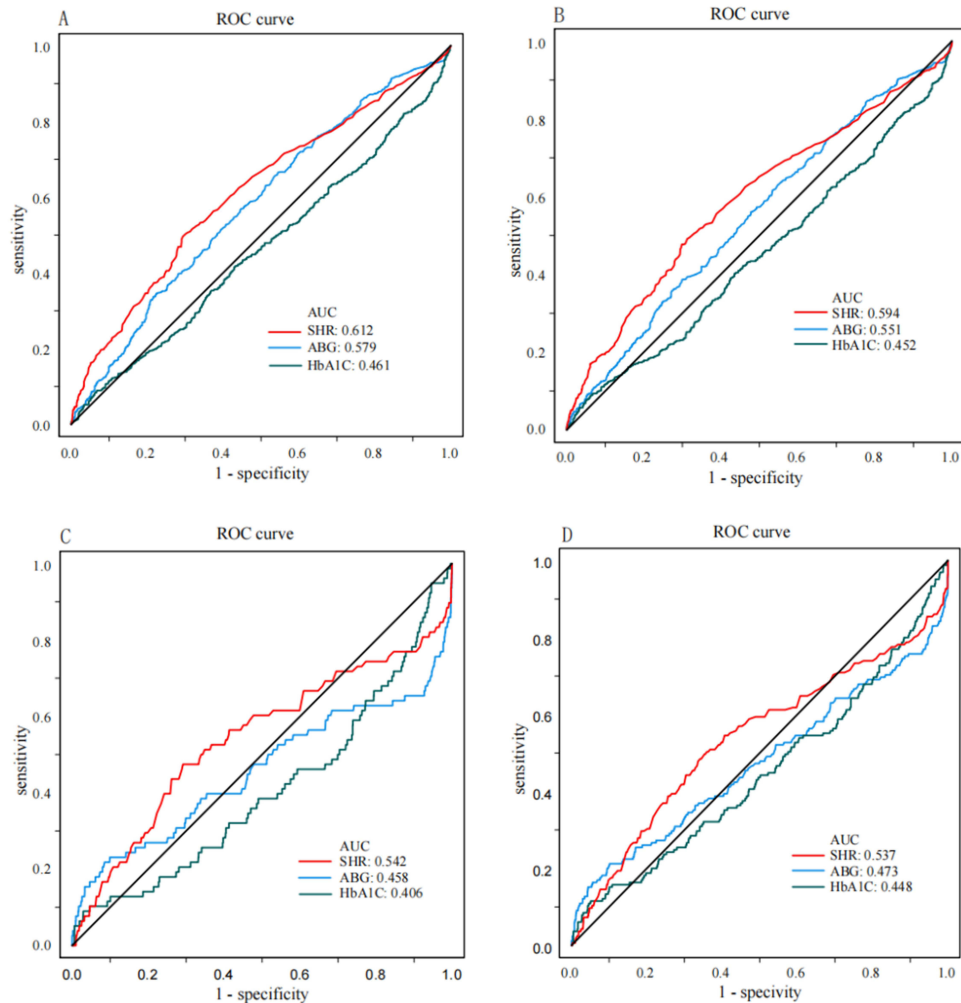 A
ROC curve
1.0
0.8
0.6
0.4
0.2
0.0
sensitivity
AUC
SHR: 0.612
ABG: 0.579
HbA1C: 0.461
0.0 0.2 0.4 0.6 0.8 1.0
1 - specificity
B
ROC curve
1.0
0.8
0.6
0.4
0.2
0.0
sensitivity
AUC
SHR: 0.594
ABG: 0.551
HbA1C: 0.452
0.0 0.2 0.4 0.6 0.8 1.0
1 - specificity
C
ROC curve
1.0
0.8
0.6
0.4
0.2
0.0
sensitivity
AUC
SHR: 0.542
ABG: 0.458
HbA1C: 0.406
0.0 0.2 0.4 0.6 0.8 1.0
1 - specificity
D
ROC curve
1.0
0.8
0.6
0.4
0.2
0.0
sensitivity
AUC
SHR: 0.537
ABG: 0.473
HbA1C: 0.448
0.0 0.2 0.4 0.6 0.8 1.0
1 - specivity